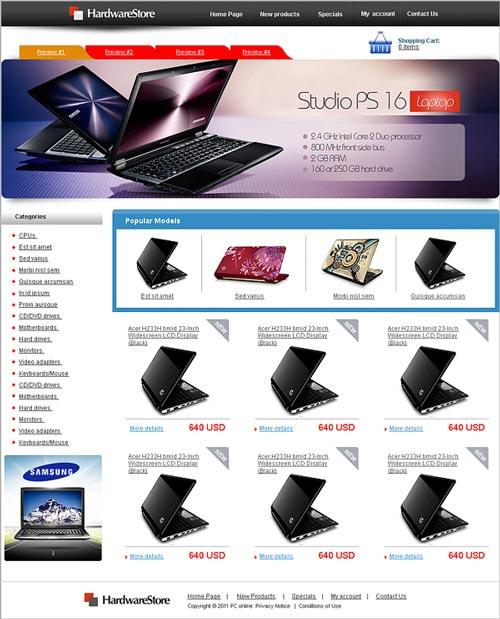 HardwareStore
Home Page
New products
Specials
My account
Contact Us
Preview #1
Preview #2
Preview #3
Preview #4
Shopping Cart:
0 items
Studio PS 16 Laptop
2.4 GHz Intel Core 2 Duo processor
800 MHz front side bus
2 GB RAM
160 or 250 GB hard drive
Categories
CPUs
Est sit amet
Sed varius
Morbi nisl sem
Quisque accumsan
In id ipsum
Proin auisque
CD/DVD drives
Motherboards
Hard drives
Monitors
Video adapters
Keyboards/Mouse
CD/DVD drives
Motherboards
Hard drives
Monitors
Video adapters
Keyboards/Mouse
SAMSUNG
Popular Models
Est sit amet
Sed varius
Morbi nisl sem
Quisque accumsan
Acer H233H bmid 23-Inch
Widescreen LCD Display
(Black)
NEW
More details
640 USD
Acer H233H bmid 23-Inch
Widescreen LCD Display
(Black)
NEW
More details
640 USD
Acer H233H bmid 23-Inch
Widescreen LCD Display
(Black)
NEW
More details
640 USD
Acer H233H bmid 23-Inch
Widescreen LCD Display
(Black)
NEW
More details
640 USD
Acer H233H bmid 23-Inch
Widescreen LCD Display
(Black)
NEW
More details
640 USD
Acer H233H bmid 23-Inch
Widescreen LCD Display
(Black)
NEW
More details
640 USD
HardwareStore
Home Page | New Products | Specials | My account | Contact Us
Copyright © 2011 PC online Privacy Notice | Conditions of Use